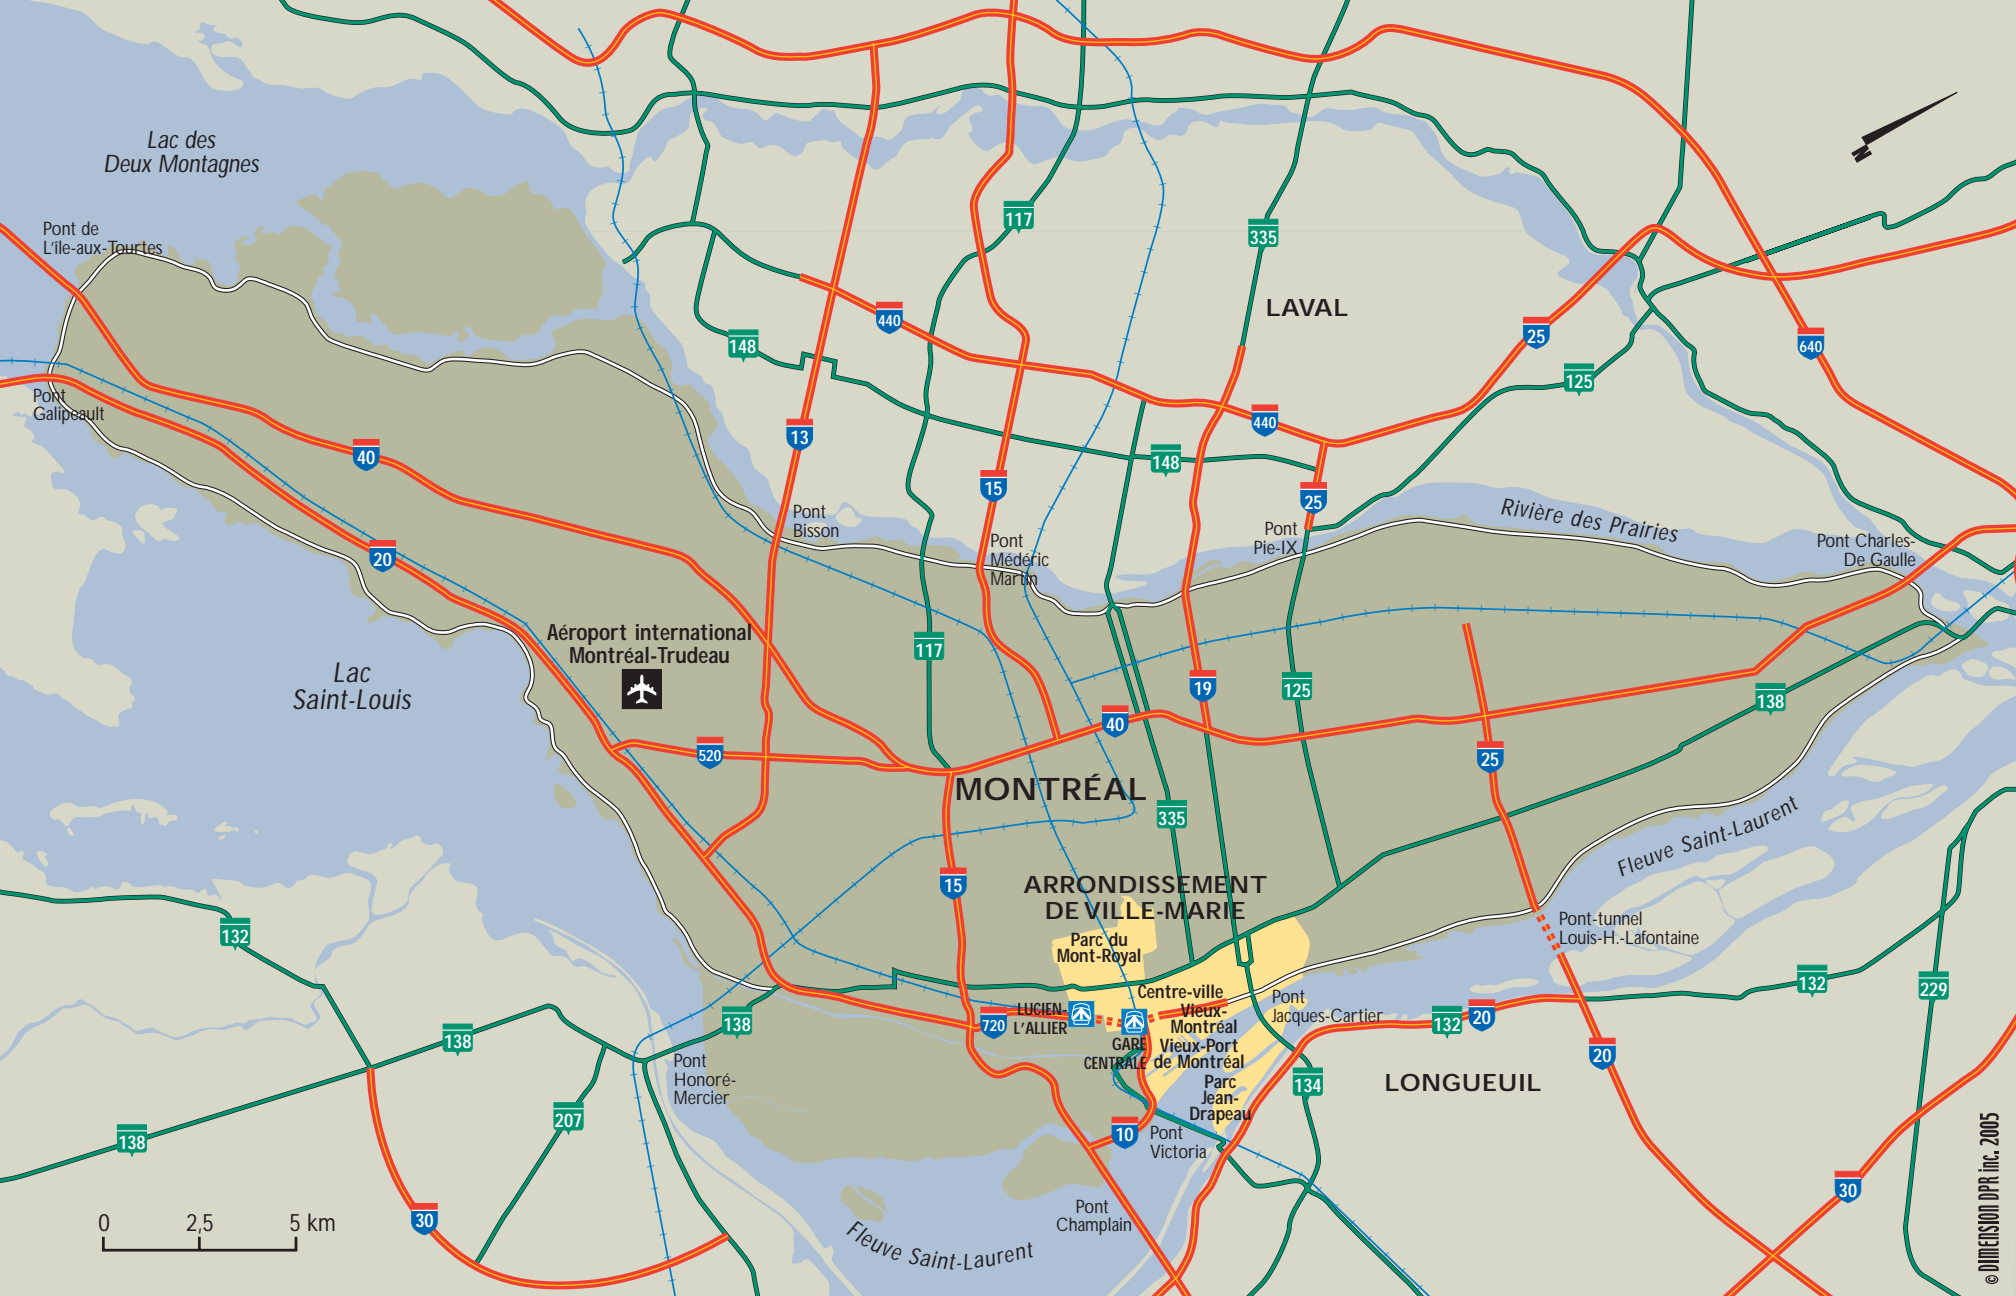 Lac des
Deux Montagnes
Pont de
L'île-aux-Tourtes
117
335
LAVAL
440
148
25
640
125
Pont
Galipeault
13
440
40
148
15
25
Rivière des Prairies
Pont
Bisson
Pont
Pie-IX
Pont
Médéric
Martin
Pont Charles-
De Gaulle
20
Aéroport international
Montréal-Trudeau
117
Lac
Saint-Louis
19
125
138
40
520
25
MONTRÉAL
335
Fleuve Saint-Laurent
15
ARRONDISSEMENT
DE VILLE-MARIE
Parc du
Mont-Royal
132
Pont-tunnel
Louis-H.-Lafontaine
132
229
Centre-ville
LUCIEN-
L'ALLIER
Vieux-
Montréal
Pont
Jacques-Cartier
132
20
720
138
138
GARE
CENTRALE
Vieux-Port
de Montréal
20
Pont
Honoré-
Mercier
Parc
Jean-
Drapeau
134
LONGUEUIL
207
138
10
Pont
Victoria
30
30
Pont
Champlain
0 2,5 5 km
Fleuve Saint-Laurent
© DIMENSION DPR inc. 2005